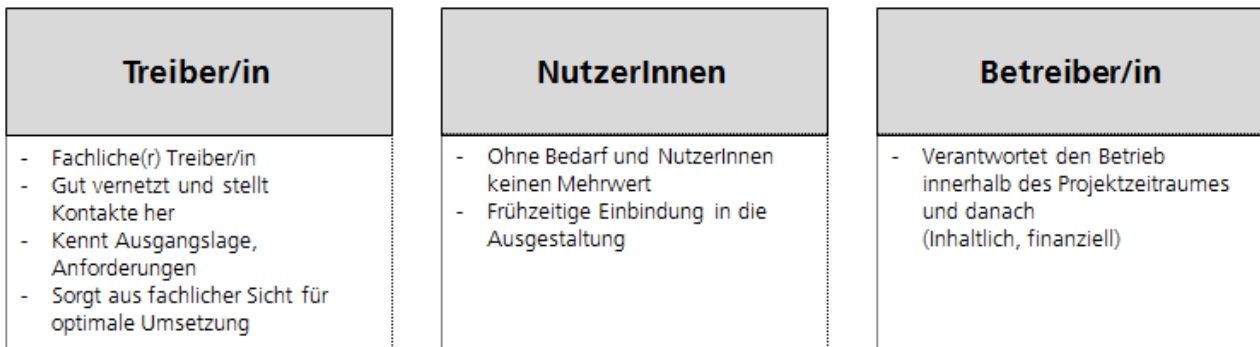 Treiber/in
- Fachliche(r) Treiber/in
- Gut vernetzt und stellt
Kontakte her
- Kennt Ausgangslage,
Anforderungen
- Sorgt aus fachlicher Sicht für
optimale Umsetzung
NutzerInnen
- Ohne Bedarf und NutzerInnen
keinen Mehrwert
- Frühzeitige Einbindung in die
Ausgestaltung
Betreiber/in
- Verantwortet den Betrieb
innerhalb des Projektzeitraumes
und danach
(Inhaltlich, finanziell)